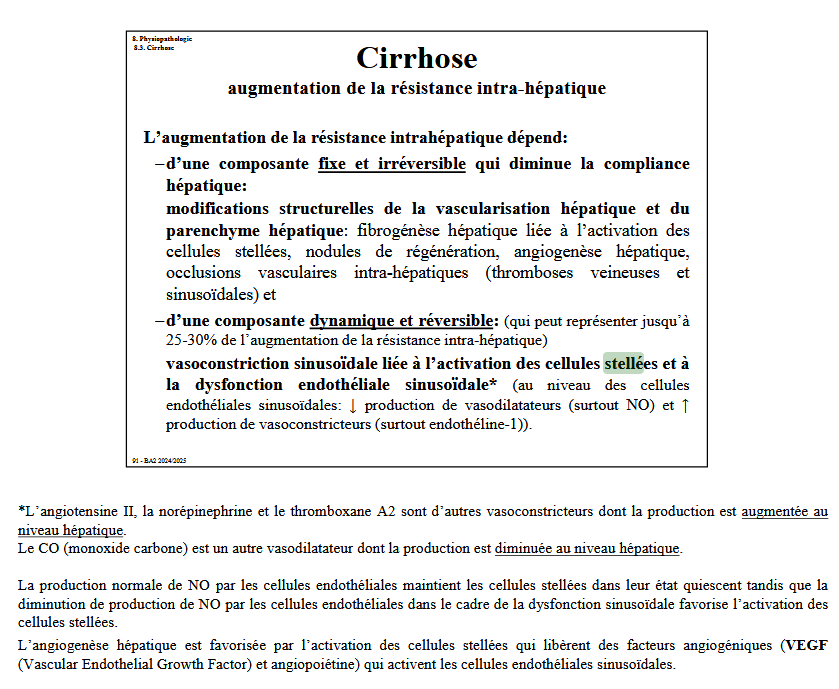 8. Physiopathologie
8.3. Cirrhose
Cirrhose
augmentation de la résistance intra-hépatique
L’augmentation de la résistance intrahépatique dépend:
–d’une composante fixe et irréversible qui diminue la compliance
hépatique:
modifications structurelles de la vascularisation hépatique et du
parenchyme hépatique: fibrogénèse hépatique liée à l’activation des
cellules stellées, nodules de régénération, angiogenèse hépatique,
occlusions vasculaires intra-hépatiques (thromboses veineuses et
sinusoïdales) et
–d’une composante dynamique et réversible: (qui peut représenter jusqu’à
25-30% de l’augmentation de la résistance intra-hépatique)
vasoconstriction sinusoïdale liée à l’activation des cellules stellées et à
la dysfonction endothéliale sinusoïdale* (au niveau des cellules
endothéliales sinusoïdales: ↓ production de vasodilatateurs (surtout NO) et ↑
production de vasoconstricteurs (surtout endothéline-1)).
91 - BA2 2024/2025
*L’angiotensine II, la norépinephrine et le thromboxane A2 sont d’autres vasoconstricteurs dont la production est augmentée au
niveau hépatique.
Le CO (monoxide carbone) est un autre vasodilatateur dont la production est diminuée au niveau hépatique.
La production normale de NO par les cellules endothéliales maintient les cellules stellées dans leur état quiescent tandis que la
diminution de production de NO par les cellules endothéliales dans le cadre de la dysfonction sinusoïdale favorise l’activation des
cellules stellées.
L’angiogenèse hépatique est favorisée par l’activation des cellules stellées qui libèrent des facteurs angiogéniques (VEGF
(Vascular Endothelial Growth Factor) et angiopoiétine) qui activent les cellules endothéliales sinusoïdales.